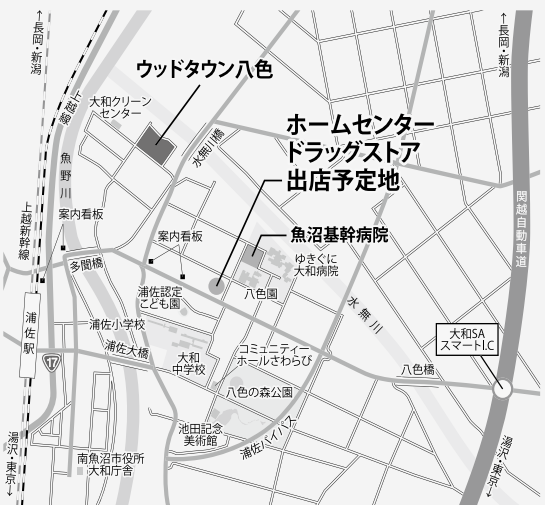 ←長岡・新潟
←長岡・新潟
ウッドタウン八色
大和クリーン
センター
上越線
ホームセンター
ドラッグストア
出店予定地
水無川橋
魚野川
関越自動車道
上越新幹線
案内看板
案内看板
魚沼基幹病院
多聞橋
ゆきぐに
大和病院
浦佐認定
こども園
八色園
水無川
浦佐駅
浦佐小学校
大和SA
スマートI.C
浦佐大橋
17
大和
中学校
コミュニティー
ホールさわらび
八色橋
八色の森公園
池田記念
美術館
浦佐バイパス
湯沢・東京→
南魚沼市役所
大和庁舎
湯沢・東京→